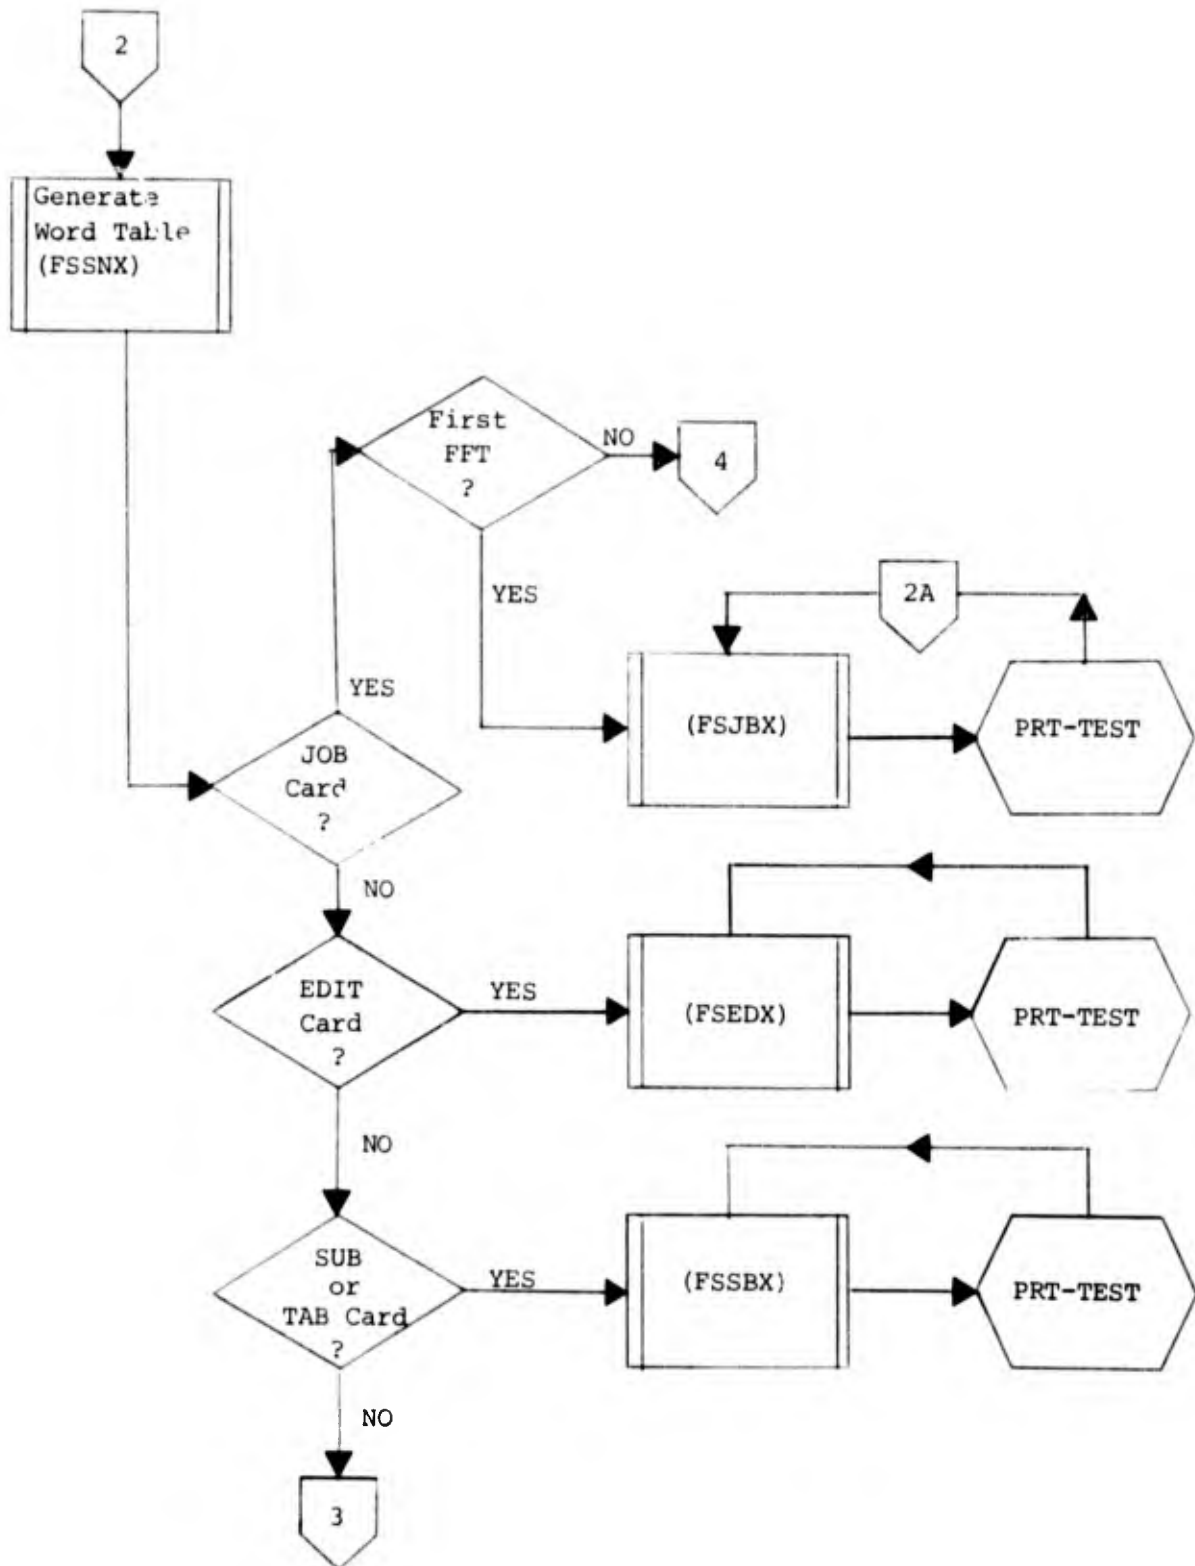 2
Generate
Word Table
(FSSNX)
First
FFT
?
NO
4
YES
2A
(FSJBX)
PRT-TEST
YES
JOB
Card
?
NO
EDIT
Card
?
YES
(FSEDX)
PRT-TEST
NO
SUB
or
TAB Card
?
YES
(FSSBX)
PRT-TEST
NO
3